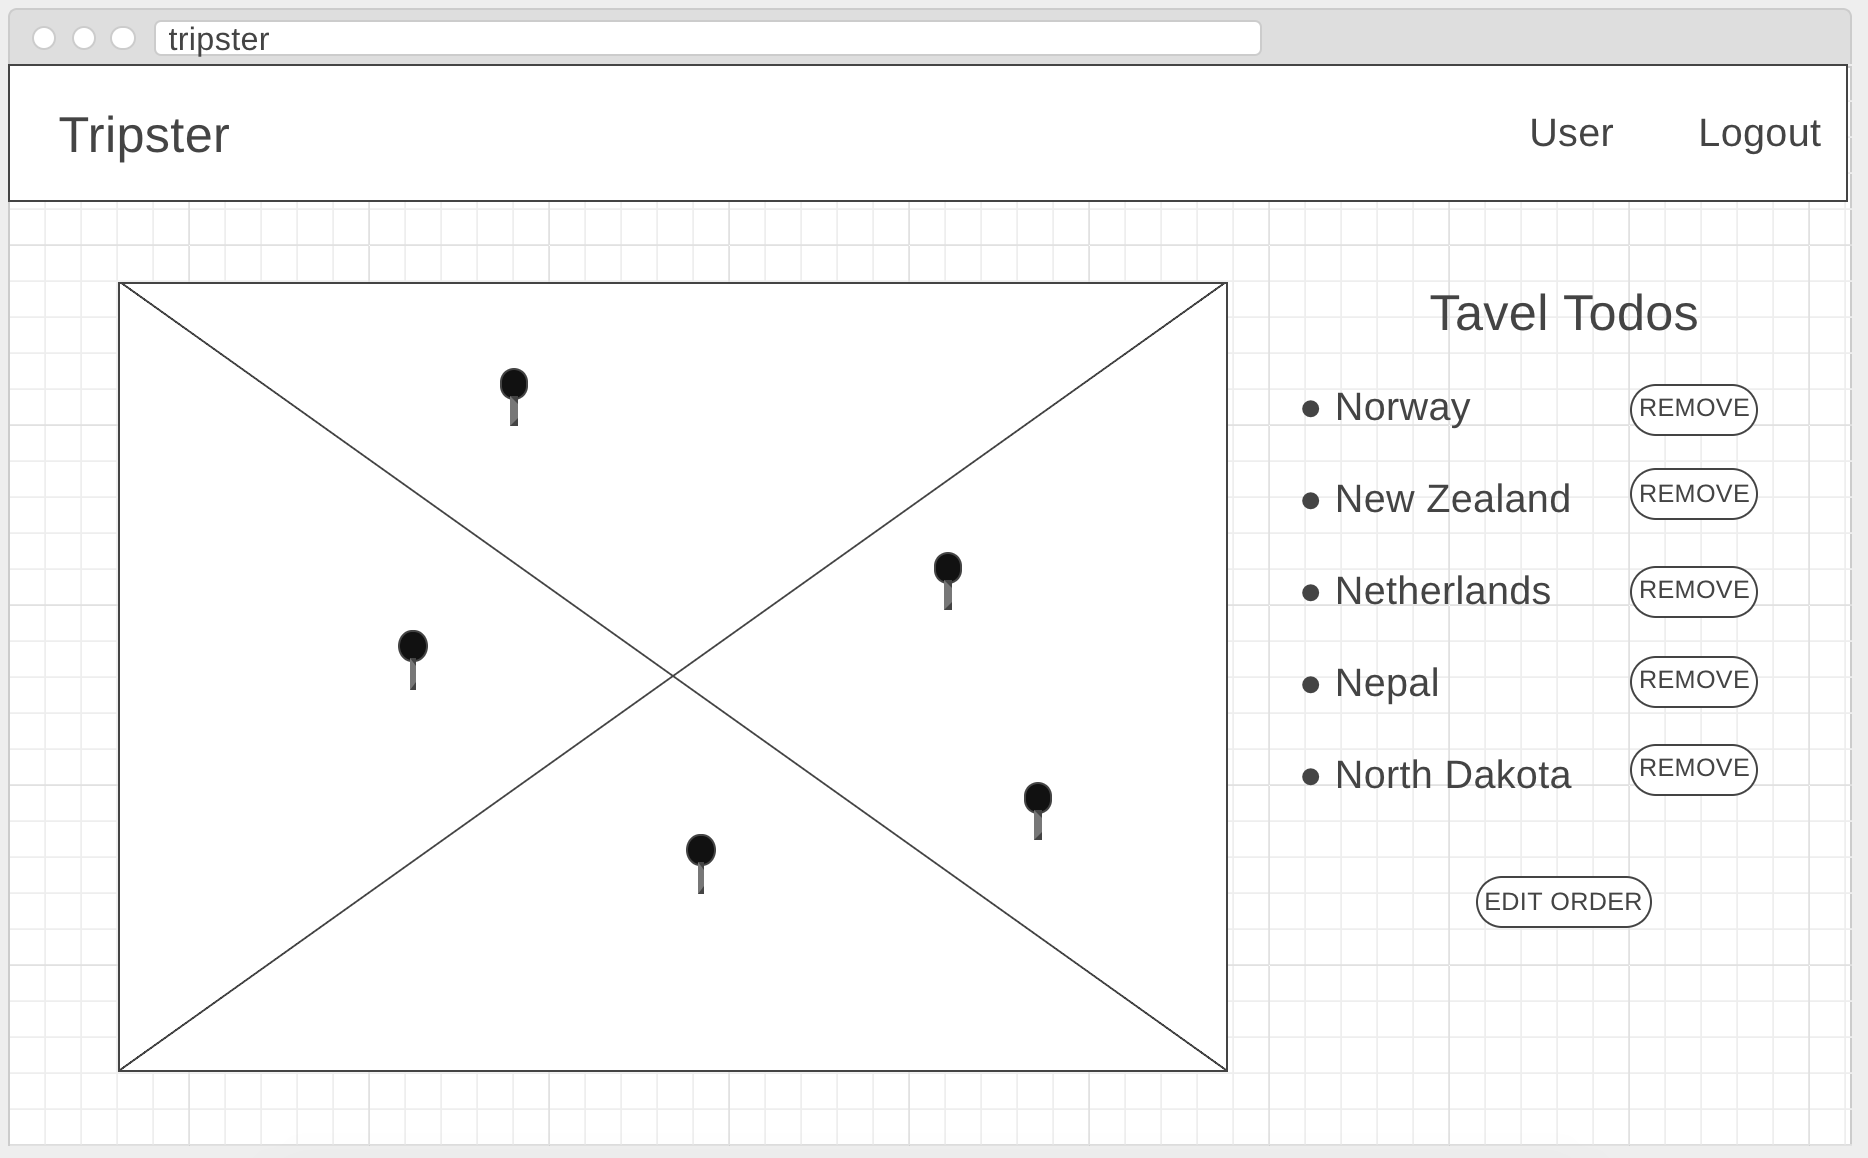 tripster
Tripster
User
Logout
Tavel Todos
• Norway
REMOVE
• New Zealand
REMOVE
• Netherlands
REMOVE
• Nepal
REMOVE
• North Dakota
REMOVE
EDIT ORDER